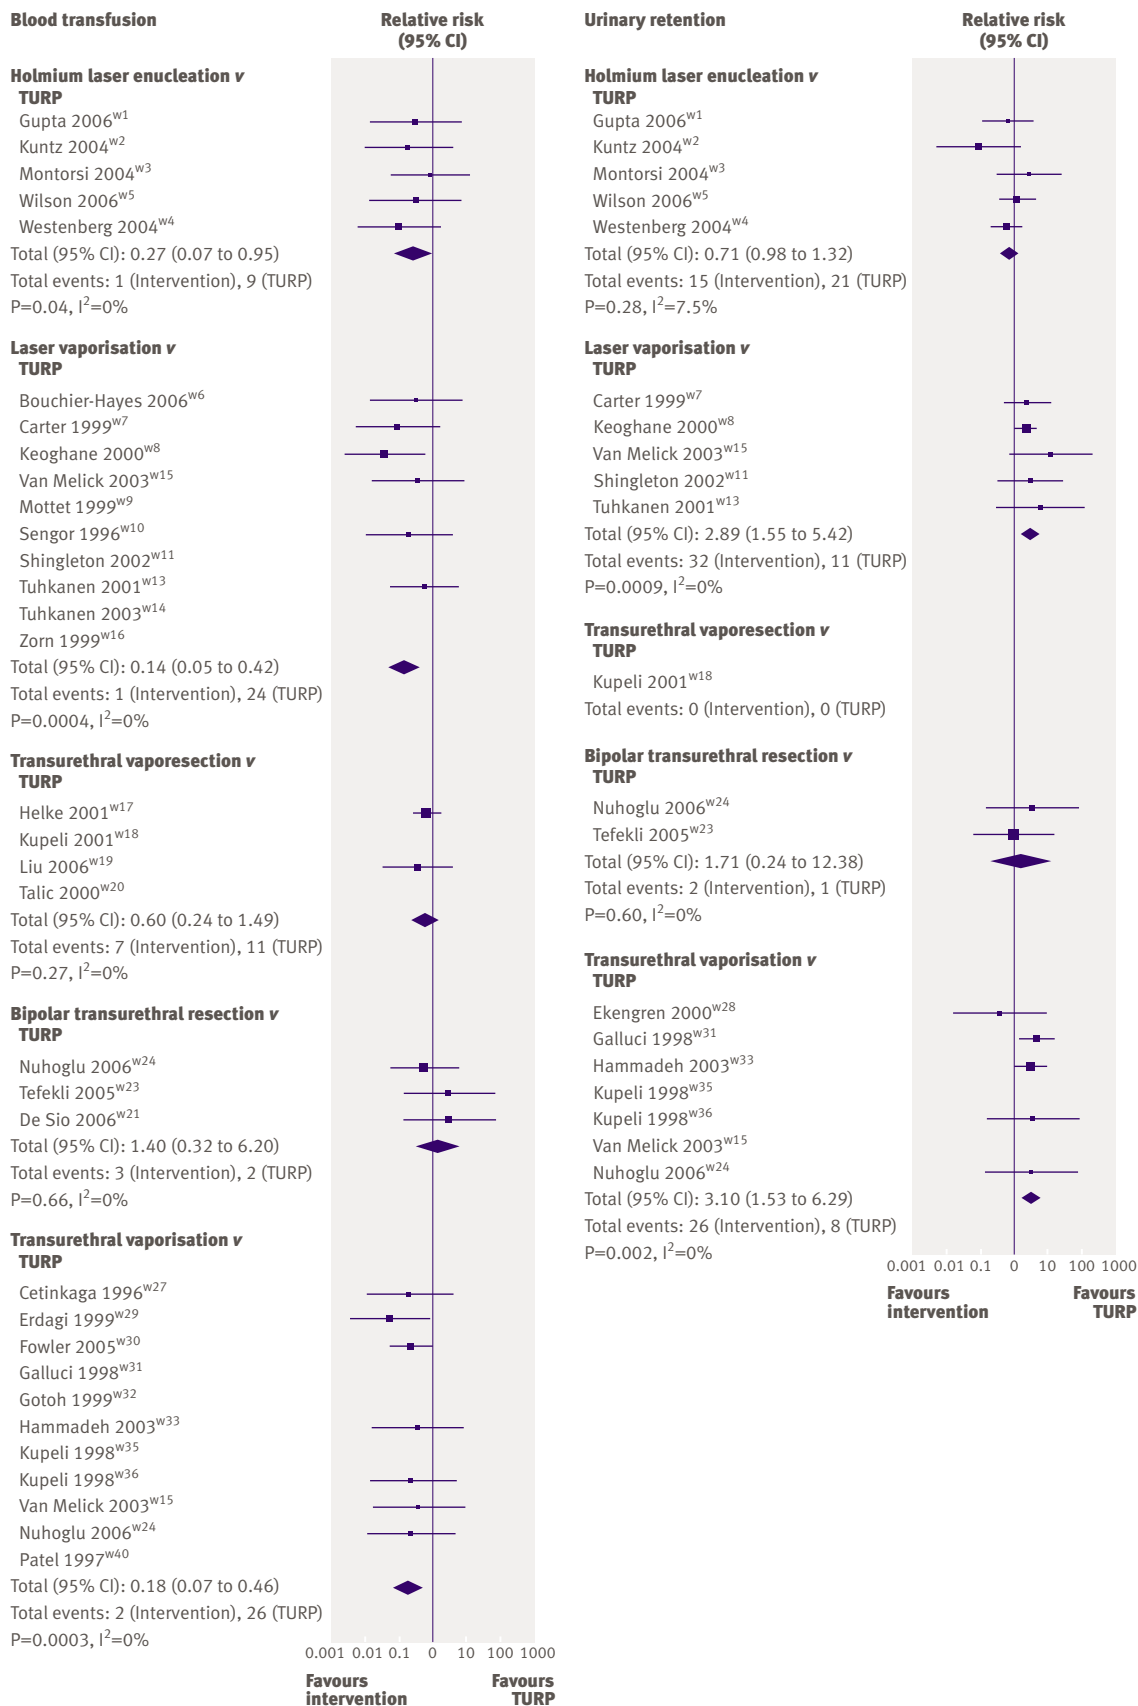 Blood transfusion
Relative risk
(95% CI)
Holmium laser enucleation v
TURP
Gupta 2006w1
Kuntz 2004w2
Montorsi 2004w3
Wilson 2006w5
Westenberg 2004w4
Total (95% CI): 0.27 (0.07 to 0.95)
Total events: 1 (Intervention), 9 (TURP)
P=0.04, I2=0%
Laser vaporisation v
TURP
Bouchier-Hayes 2006w6
Carter 1999w7
Keoghane 2000w8
Van Melick 2003w15
Mottet 1999w9
Sengor 1996w10
Shingleton 2002w11
Tuhkanen 2001w13
Tuhkanen 2003w14
Zorn 1999w16
Total (95% CI): 0.14 (0.05 to 0.42)
Total events: 1 (Intervention), 24 (TURP)
P=0.0004, I2=0%
Transurethral vaporesection v
TURP
Helke 2001w17
Kupeli 2001w18
Liu 2006w19
Talic 2000w20
Total (95% CI): 0.60 (0.24 to 1.49)
Total events: 7 (Intervention), 11 (TURP)
P=0.27, I2=0%
Bipolar transurethral resection v
TURP
Nuhoglu 2006w24
Tefekli 2005w23
De Sio 2006w21
Total (95% CI): 1.40 (0.32 to 6.20)
Total events: 3 (Intervention), 2 (TURP)
P=0.66, I2=0%
Transurethral vaporisation v
TURP
Cetinkaga 1996w27
Erdagi 1999w29
Fowler 2005w30
Galluci 1998w31
Gotoh 1999w32
Hammadeh 2003w33
Kupeli 1998w35
Kupeli 1998w36
Van Melick 2003w15
Nuhoglu 2006w24
Patel 1997w40
Total (95% CI): 0.18 (0.07 to 0.46)
Total events: 2 (Intervention), 26 (TURP)
P=0.0003, I2=0%
0.001 0.01 0.1 0 10 100 1000
Favours
intervention
Favours
TURP
Urinary retention
Relative risk
(95% CI)
Holmium laser enucleation v
TURP
Gupta 2006w1
Kuntz 2004w2
Montorsi 2004w3
Wilson 2006w5
Westenberg 2004w4
Total (95% CI): 0.71 (0.98 to 1.32)
Total events: 15 (Intervention), 21 (TURP)
P=0.28, I2=7.5%
Laser vaporisation v
TURP
Carter 1999w7
Keoghane 2000w8
Van Melick 2003w15
Shingleton 2002w11
Tuhkanen 2001w13
Total (95% CI): 2.89 (1.55 to 5.42)
Total events: 32 (Intervention), 11 (TURP)
P=0.0009, I2=0%
Transurethral vaporesection v
TURP
Kupeli 2001w18
Total events: 0 (Intervention), 0 (TURP)
Bipolar transurethral resection v
TURP
Nuhoglu 2006w24
Tefekli 2005w23
Total (95% CI): 1.71 (0.24 to 12.38)
Total events: 2 (Intervention), 1 (TURP)
P=0.60, I2=0%
Transurethral vaporisation v
TURP
Ekengren 2000w28
Galluci 1998w31
Hammadeh 2003w33
Kupeli 1998w35
Kupeli 1998w36
Van Melick 2003w15
Nuhoglu 2006w24
Total (95% CI): 3.10 (1.53 to 6.29)
Total events: 26 (Intervention), 8 (TURP)
P=0.002, I2=0%
0.001 0.01 0.1 0 10 100 1000
Favours
intervention
Favours
TURP